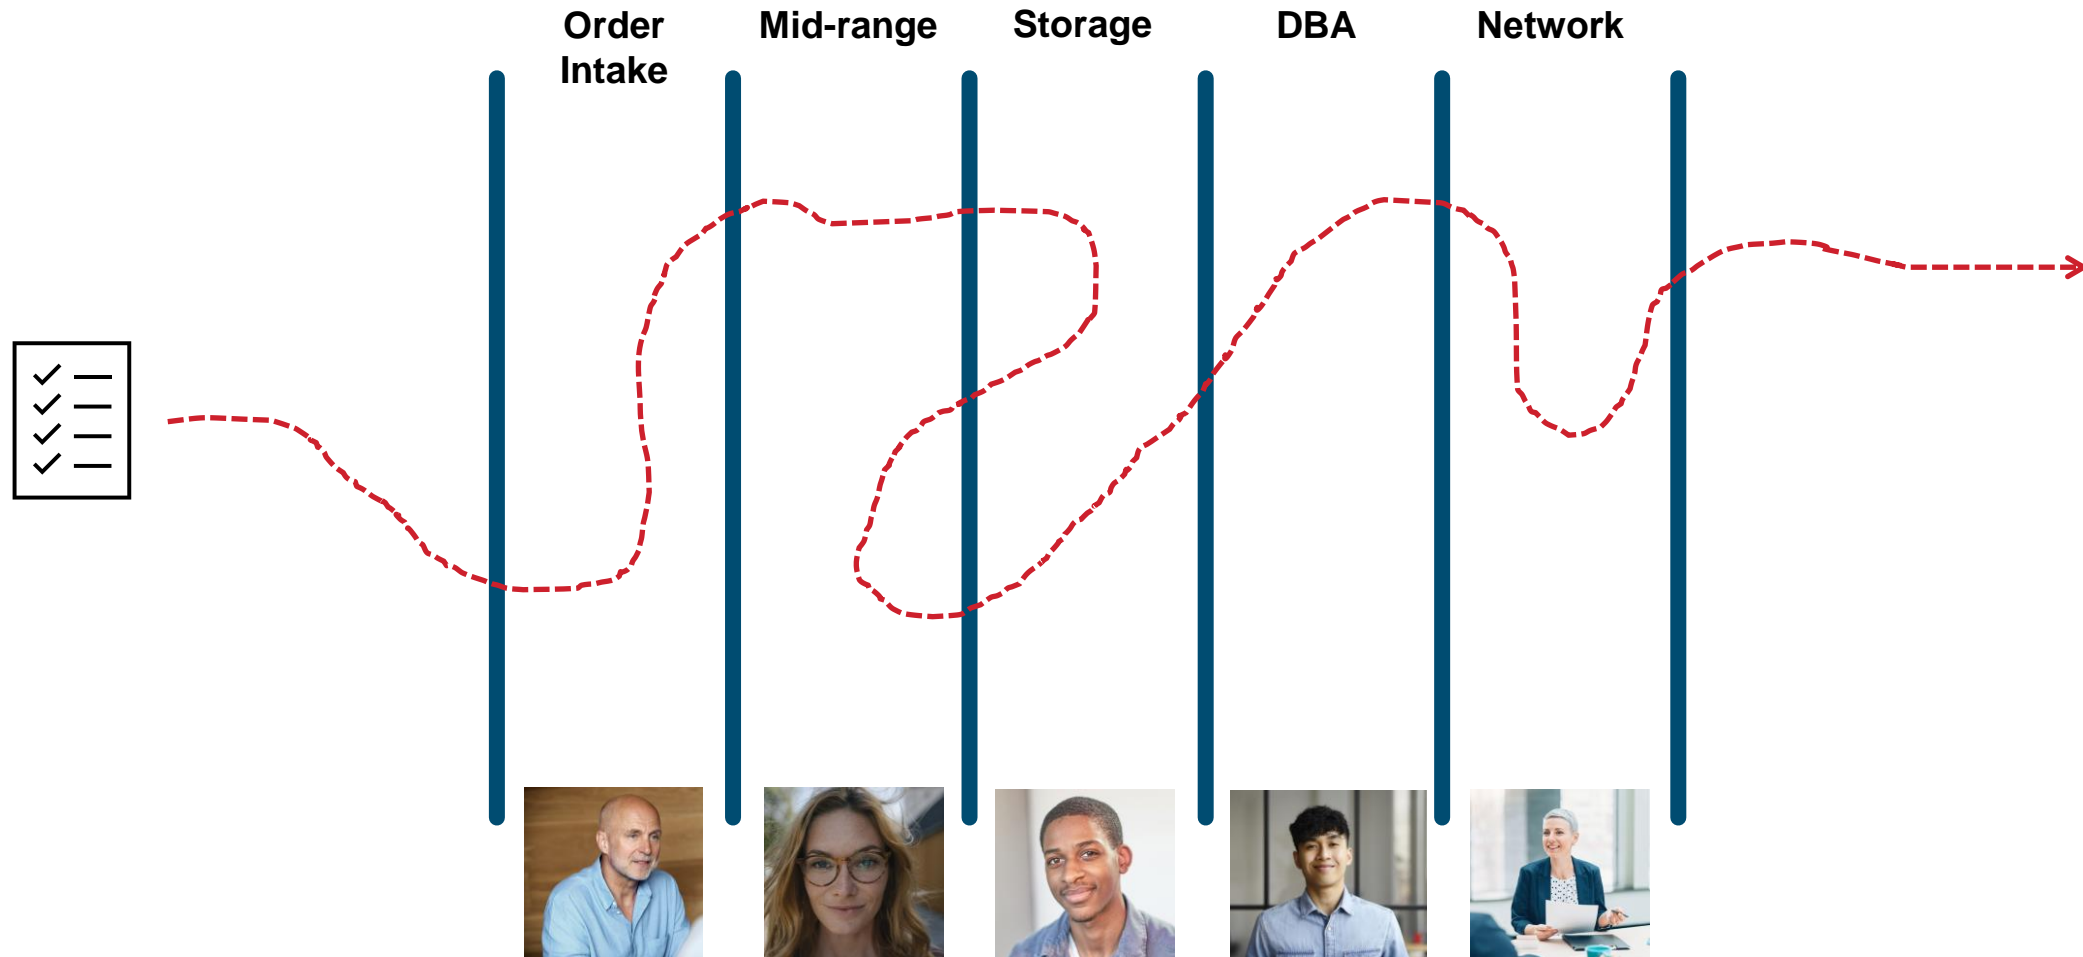 Order
Intake
Mid-range
Storage
DBA
Network